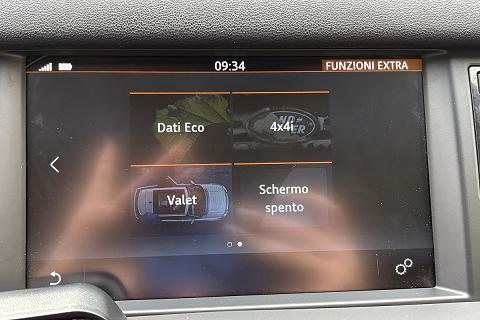 09:34
FUNZIONI EXTRA
Dati Eco
4x4i
Valet
Schermo
spento